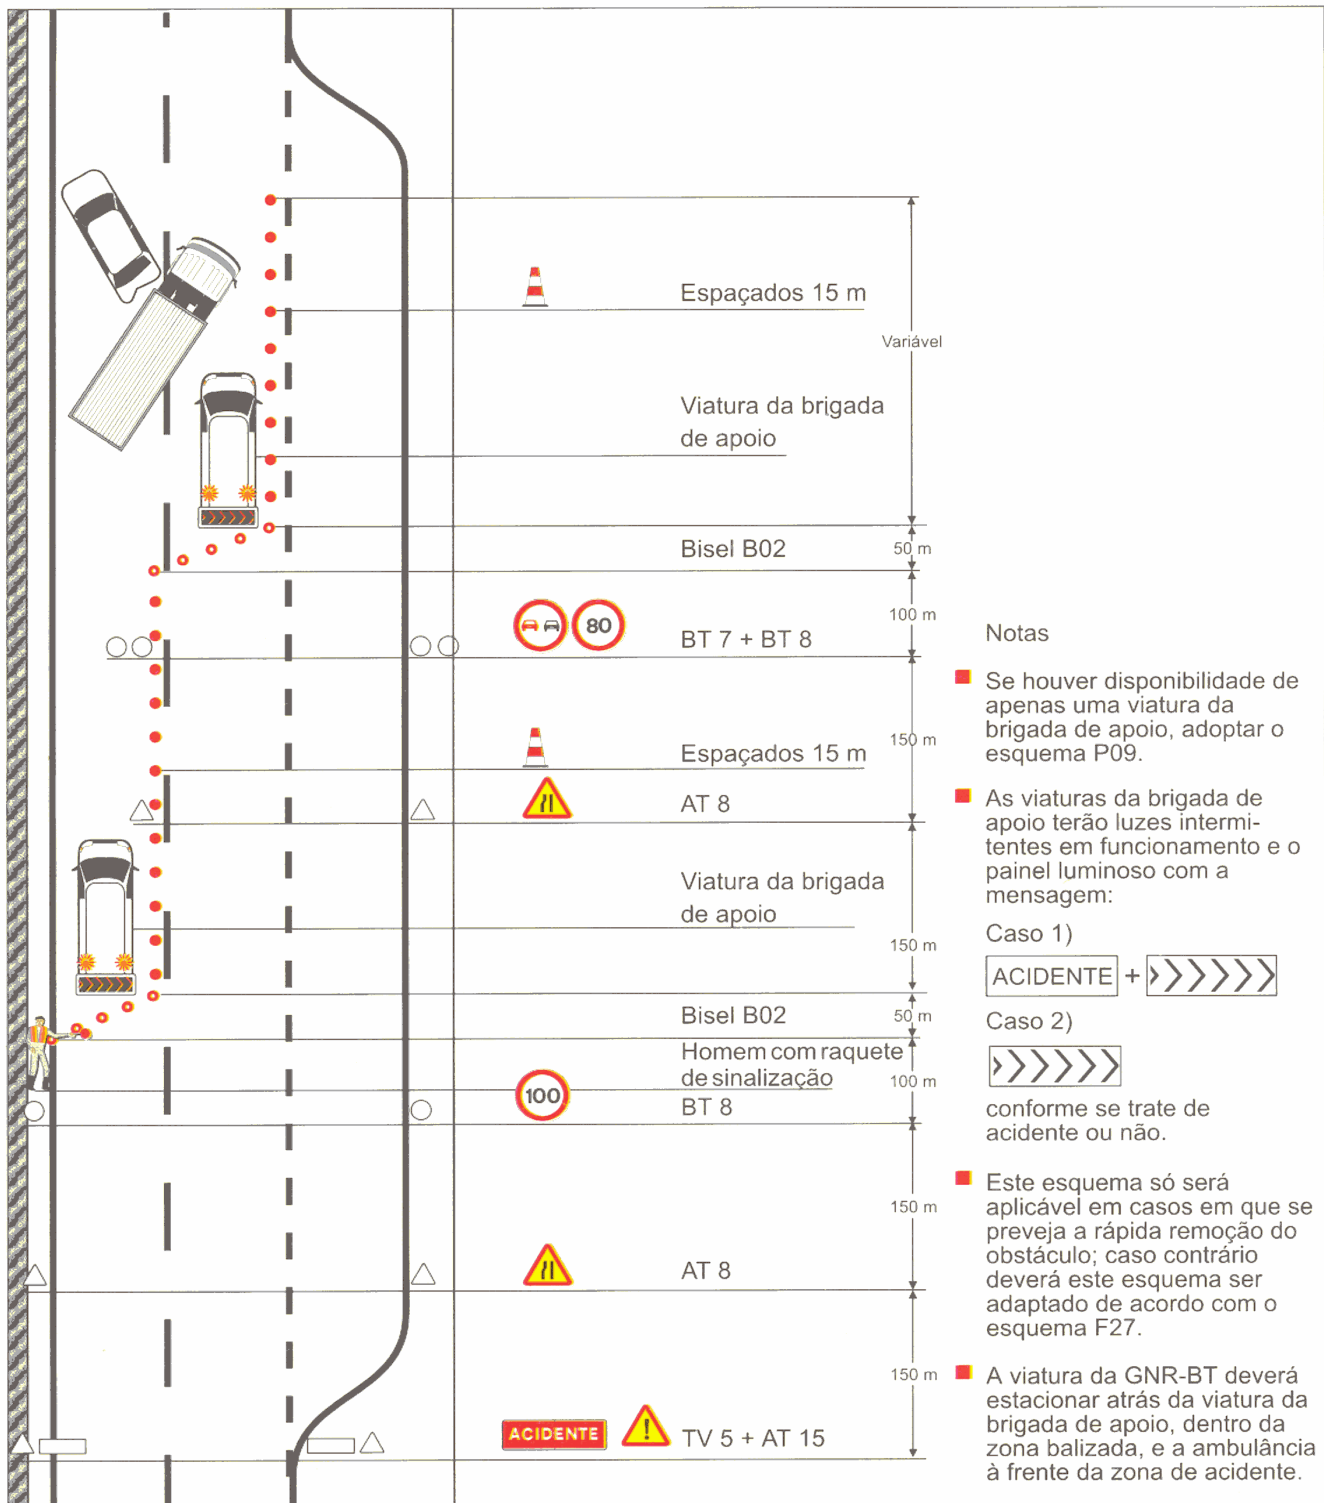 Espaçados 15 m
Variável
Viatura da brigada
de apoio
Bisel B02
50 m
100 m
80
BT 7 + BT 8
150 m
Espaçados 15 m
AT 8
Viatura da brigada
de apoio
150 m
Bisel B02
50 m
Homem com raquete
de sinalização
100 m
100
BT 8
150 m
AT 8
150 m
ACIDENTE
!
TV 5 + AT 15
Notas
Se houver disponibilidade de
apenas uma viatura da
brigada de apoio, adoptar o
esquema P09.
As viaturas da brigada de
apoio terão luzes intermi-
tentes em funcionamento e o
painel luminoso com a
mensagem:
Caso 1)
ACIDENTE +
Caso 2)
conforme se trate de
acidente ou não.
Este esquema só será
aplicável em casos em que se
preveja a rápida remoção do
obstáculo; caso contrário
deverá este esquema ser
adaptado de acordo com o
esquema F27.
A viatura da GNR-BT deverá
estacionar atrás da viatura da
brigada de apoio, dentro da
zona balizada, e a ambulância
à frente da zona de acidente.